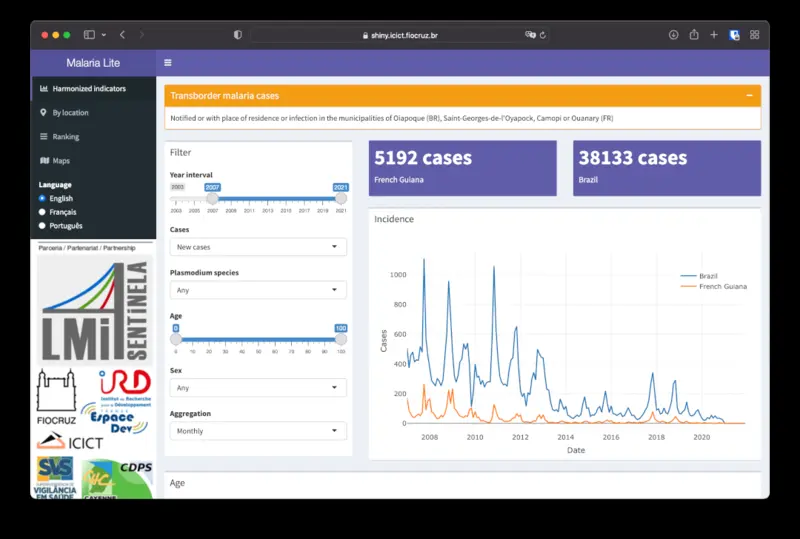 shiny.icict.fiocruz.br
Malaria Lite
Harmonized indicators
By location
Ranking
Maps
Language
English
Français
Português
Parceria / Partenariat / Partnership
LMI SENTINELA
FIOCRUZ
IRD
Institut de Recherche
pour le Développement
FRANCE
Espace
Dev
ICICT
SVS
VIGILÂNCIA
EM SAÚDE
CDPS
CAYENNE
Transborder malaria cases
Notified or with place of residence or infection in the municipalities of Oiapoque (BR), Saint-Georges-de-l'Oyapock, Camopi or Ouanary (FR)
Filter
Year interval
2003 2007 2021
2003 2005 2007 2009 2011 2013 2015 2017 2019 2021
Cases
New cases
Plasmodium species
Any
Age
0 100
0 10 20 30 40 50 60 70 80 90 100
Sex
Any
Aggregation
Monthly
5192 cases
French Guiana
38133 cases
Brazil
Incidence
Brazil
French Guiana
Cases
1000
800
600
400
200
0
2008 2010 2012 2014 2016 2018 2020
Date
Age